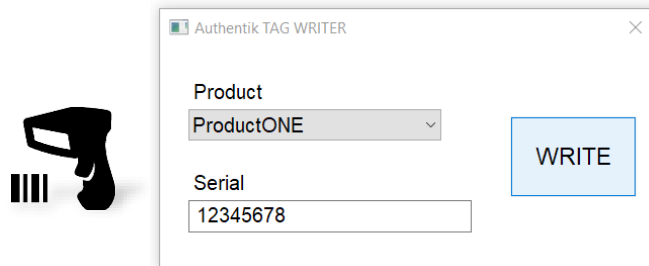 Authentik TAG WRITER
Product
ProductONE
WRITE
Serial
12345678